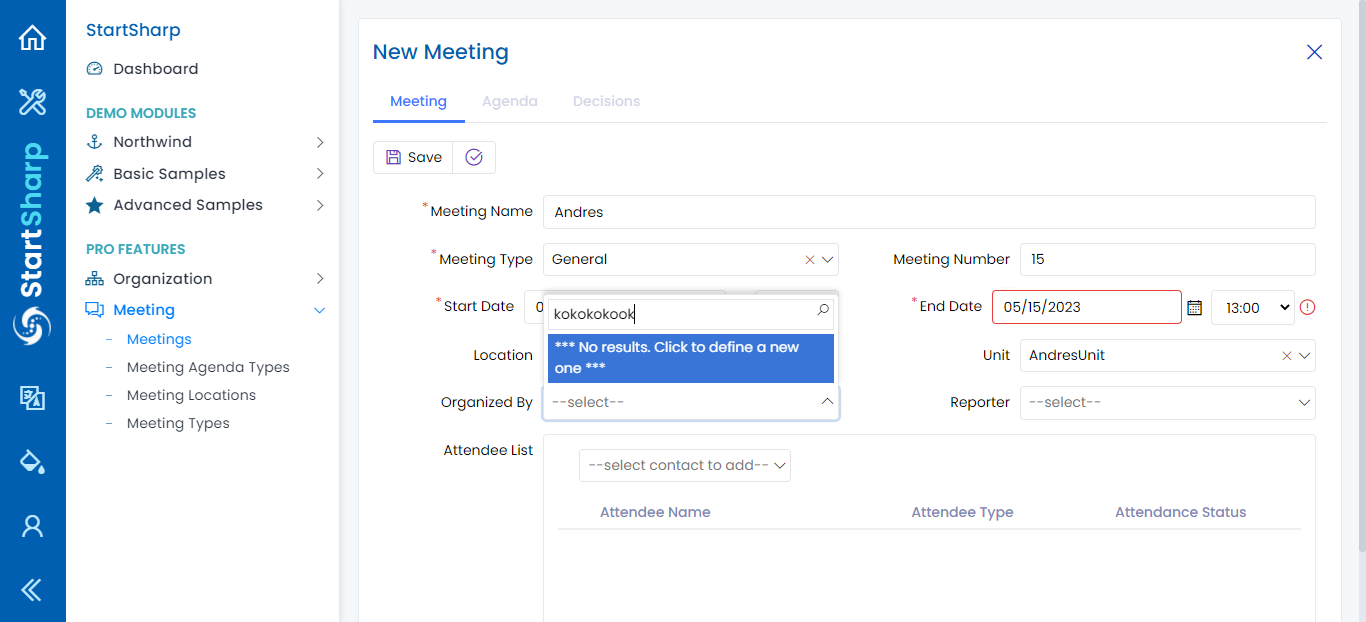 StartSharp
StartSharp
Dashboard
DEMO MODULES
Northwind
Basic Samples
Advanced Samples
PRO FEATURES
Organization
Meeting
Meetings
Meeting Agenda Types
Meeting Locations
Meeting Types
New Meeting
Meeting Agenda Decisions
Save
*Meeting Name Andres
*Meeting Type General
Meeting Number 15
*Start Date 0
*End Date 05/15/2023 13:00
kokokokook
*** No results. Click to define a new
one ***
Location
Unit AndresUnit
Organized By --select--
Reporter --select--
Attendee List
--select contact to add--
Attendee Name Attendee Type Attendance Status